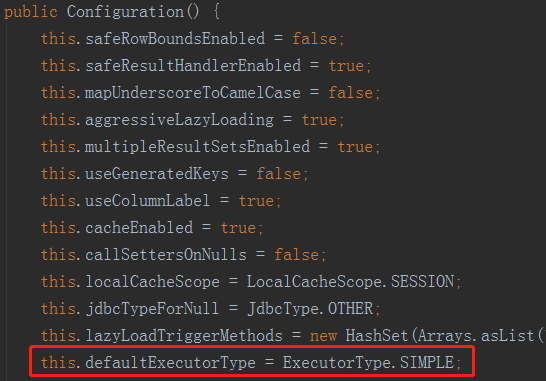 public Configuration() {
this.safeRowBoundsEnabled = false;
this.safeResultHandlerEnabled = true;
this.mapUnderscoreToCamelCase = false;
this.aggressiveLazyLoading = true;
this.multipleResultSetsEnabled = true;
this.useGeneratedKeys = false;
this.useColumnLabel = true;
this.cacheEnabled = true;
this.callSettersOnNulls = false;
this.localCacheScope = LocalCacheScope.SESSION;
this.jdbcTypeForNull = JdbcType.OTHER;
this.lazyLoadTriggerMethods = new HashSet(Arrays.asList(
this.defaultExecutorType = ExecutorType.SIMPLE;